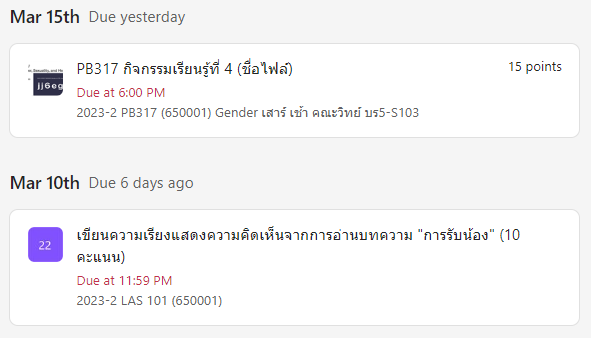 Mar 15th Due yesterday
PB317 กิจกรรมเรียนรู้ที่ 4 (ชื่อไฟล์)
15 points
jj6eg
Due at 6:00 PM
2023-2 PB317 (650001) Gender เสาร์ เช้า คณะวิทย์ บร5-S103
Mar 10th Due 6 days ago
22
เขียนความเรียงแสดงความคิดเห็นจากการอ่านบทความ "การรับน้อง" (10
คะแนน)
Due at 11:59 PM
2023-2 LAS 101 (650001)